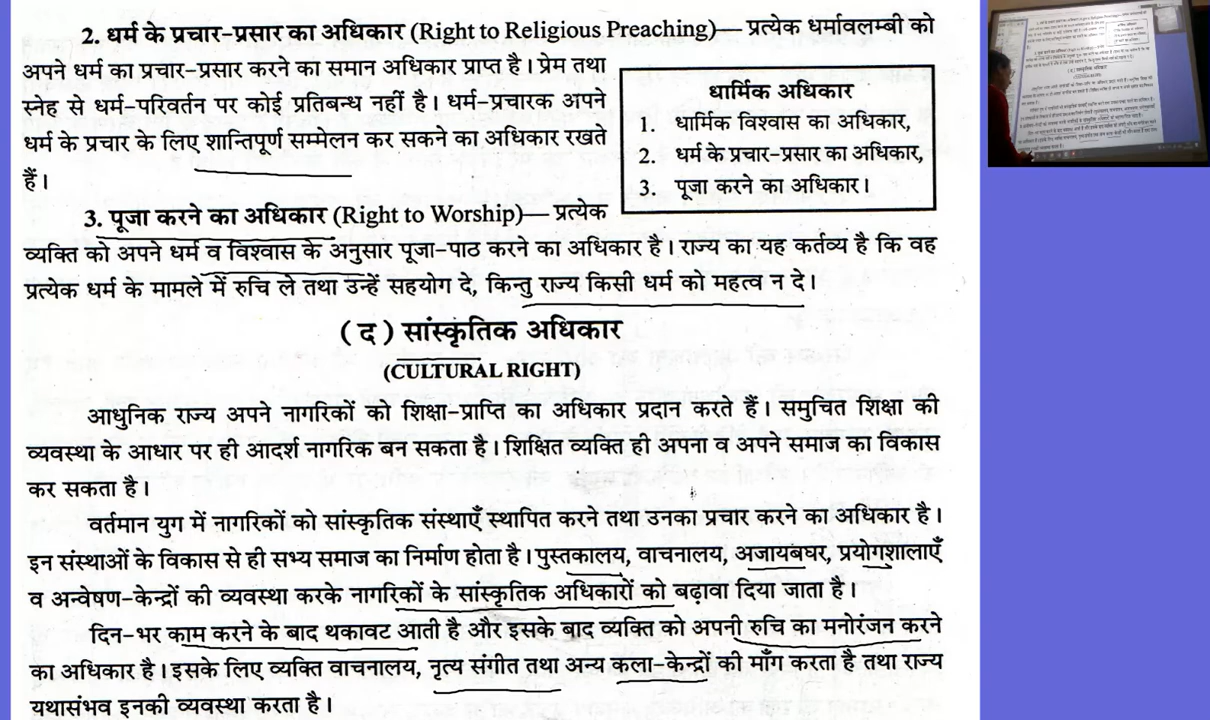 2. धर्म के प्रचार-प्रसार का अधिकार (Right to Religious Preaching)— प्रत्येक धर्मावलम्बी को
अपने धर्म का प्रचार-प्रसार करने का समान अधिकार प्राप्त है। प्रेम तथा
स्नेह से धर्म-परिवर्तन पर कोई प्रतिबन्ध नहीं है। धर्म-प्रचारक अपने
धर्म के प्रचार के लिए शान्तिपूर्ण सम्मेलन कर सकने का अधिकार रखते
हैं।
धार्मिक अधिकार
1. धार्मिक विश्वास का अधिकार,
2. धर्म के प्रचार-प्रसार का अधिकार,
3. पूजा करने का अधिकार।
3. पूजा करने का अधिकार (Right to Worship)— प्रत्येक
व्यक्ति को अपने धर्म व विश्वास के अनुसार पूजा-पाठ करने का अधिकार है। राज्य का यह कर्तव्य है कि वह
प्रत्येक धर्म के मामले में रुचि ले तथा उन्हें सहयोग दे, किन्तु राज्य किसी धर्म को महत्व न दे।
( द ) सांस्कृतिक अधिकार
(CULTURAL RIGHT)
आधुनिक राज्य अपने नागरिकों को शिक्षा-प्राप्ति का अधिकार प्रदान करते हैं। समुचित शिक्षा की
व्यवस्था के आधार पर ही आदर्श नागरिक बन सकता है। शिक्षित व्यक्ति ही अपना व अपने समाज का विकास
कर सकता है।
वर्तमान युग में नागरिकों को सांस्कृतिक संस्थाएँ स्थापित करने तथा उनका प्रचार करने का अधिकार है।
इन संस्थाओं के विकास से ही सभ्य समाज का निर्माण होता है। पुस्तकालय, वाचनालय, अजायबघर, प्रयोगशालाएँ
व अन्वेषण-केन्द्रों की व्यवस्था करके नागरिकों के सांस्कृतिक अधिकारों को बढ़ावा दिया जाता है।
दिन-भर काम करने के बाद थकावट आती है और इसके बाद व्यक्ति को अपनी रुचि का मनोरंजन करने
का अधिकार है। इसके लिए व्यक्ति वाचनालय, नृत्य संगीत तथा अन्य कला-केन्द्रों की माँग करता है तथा राज्य
यथासंभव इनकी व्यवस्था करता है।